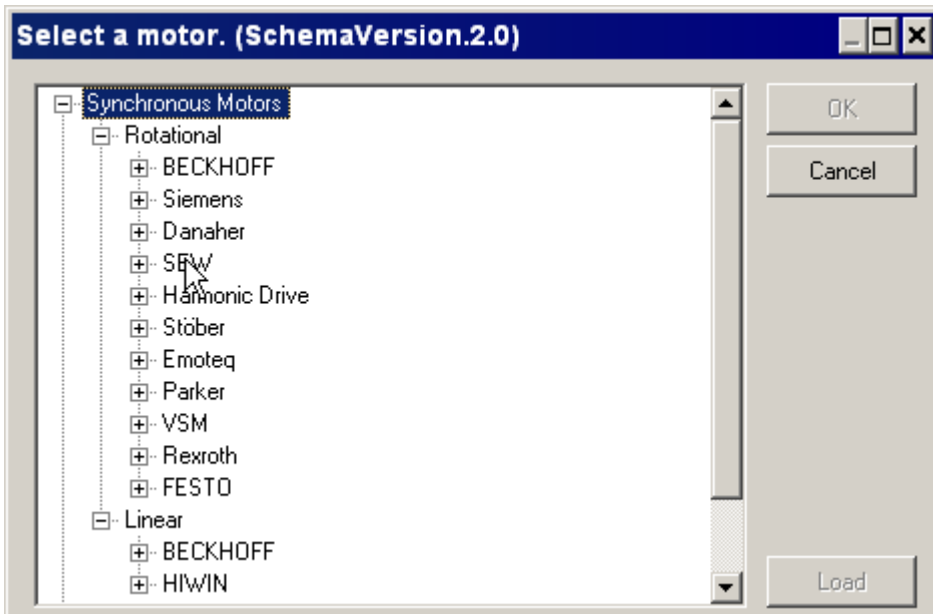 Select a motor. (SchemaVersion.2.0)
Synchronous Motors
Rotational
BECKHOFF
Siemens
Danaher
SEW
Harmonic Drive
Stöber
Emoteq
Parker
VSM
Rexroth
FESTO
Linear
BECKHOFF
HIWIN
OK
Cancel
Load